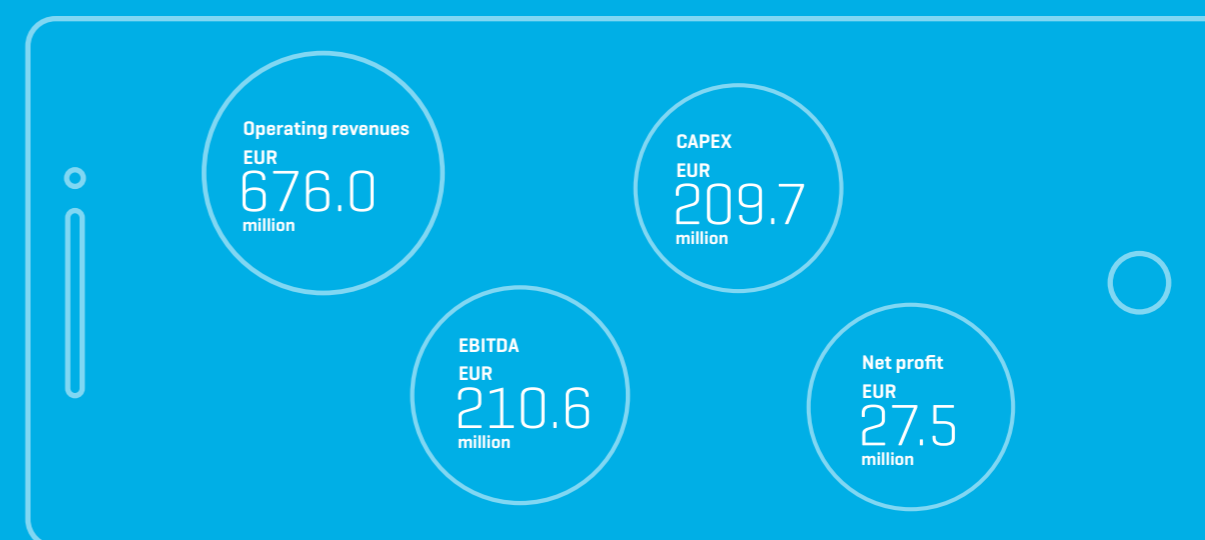 Operating revenues
EUR
676.0
million
CAPEX
EUR
209.7
million
EBITDA
EUR
210.6
million
Net profit
EUR
27.5
million